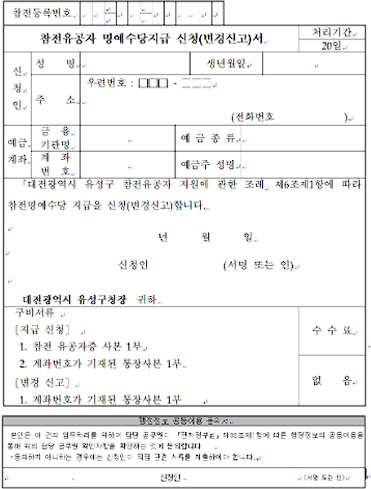 참전등록번호
참전유공자 명예수당지급 신청(변경신고)서
처리기간
20일
신청인
성 명
생년월일
주 소
우편번호 : □□□ - □□□
(전화번호 )
예금계좌
금 융 기관명
예 금 종 류
계 좌 번 호
예금주 성명
「대전광역시 유성구 참전유공자 지원에 관한 조례」제6조제1항에 따라
참전명예수당 지급을 신청(변경신고)합니다.
년 월 일
신청인 (서명 또는 인)
대전광역시 유성구청장 귀하
구비서류
[지급 신청]
1. 참전 유공자증 사본 1부
2. 계좌번호가 기재된 통장사본 1부
[변경 신고]
1. 계좌번호가 기재된 통장사본 1부
수 수 료
없 음
행정정보 공동이용 동의서
본인은 이 건의 업무처리를 위하여 담당 공무원이 「전자정부법」제36조제1항에 따른 행정정보의 공동이용을
통해 위의 담당 공무원 확인사항을 확인하는 것에 동의합니다.
*동의하지 아니하는 경우에는 신청인이 직접 관련 서류를 제출하여야 합니다.
신청인 (서명 또는 인)